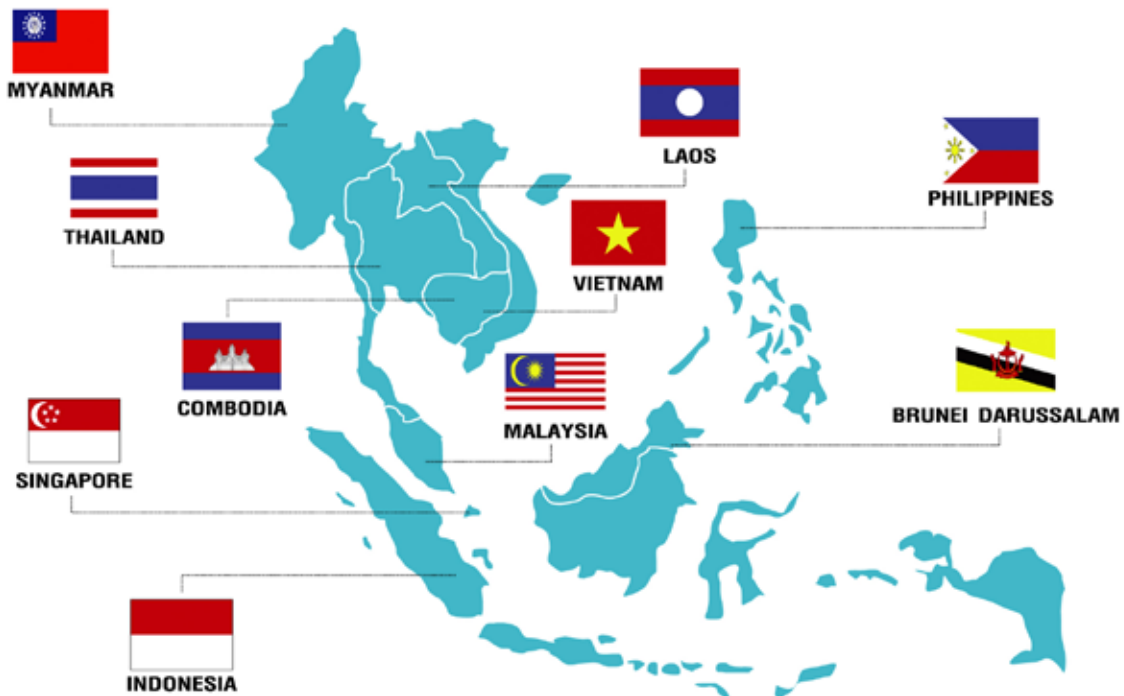 MYANMAR
LAOS
PHILIPPINES
THAILAND
VIETNAM
COMBODIA
MALAYSIA
BRUNEI DARUSSALAM
SINGAPORE
INDONESIA